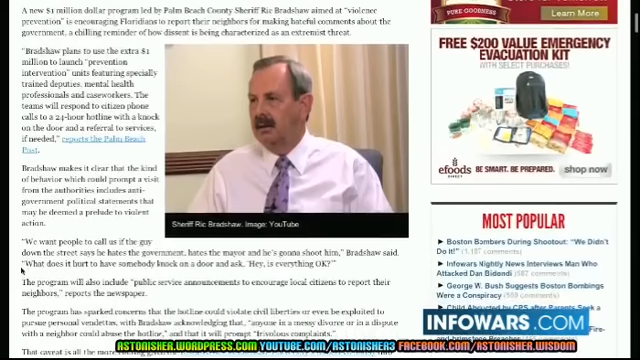 A new $1 million dollar program led by Palm Beach County Sheriff Ric Bradshaw aimed at "violence
prevention" is encouraging Floridians to report their neighbors for making hateful comments about the
government, a chilling reminder of how dissent is being characterized as an extremist threat.
"Bradshaw plans to use the extra $1
million to launch "prevention
intervention" units featuring specially
trained deputies, mental health
professionals and caseworkers. The
teams will respond to citizen phone
calls to a 24-hour hotline with a knock
on the door and a referral to services,
if needed," reports the Palm Beach
Post.
Bradshaw makes it clear that the kind
of behavior which could prompt a visit
from the authorities includes anti-
government political statements that
may be deemed a prelude to violent
action.
Sheriff Ric Bradshaw. Image: YouTube
"We want people to call us if the guy
down the street says he hates the government, hates the mayor and he's gonna shoot him," Bradshaw said.
"What does it hurt to have somebody knock on a door and ask, 'Hey, is everything OK?'"
The program will also include "public service announcements to encourage local citizens to report their
neighbors," reports the newspaper.
The program has sparked concerns that the hotline could violate civil liberties or even be exploited to
pursue personal vendettas, with Bradshaw acknowledging that, "anyone in a messy divorce or in a dispute
with a neighbor could abuse the hotline," and that it will prompt "frivolous complaints."
PURE GOODNESS
Learn More
FREE $200 VALUE EMERGENCY
EVACUATION KIT
WITH SELECT PURCHASES!
efoods
DIRECT
BE SMART. BE PREPARED.
shop now
MOST POPULAR
Boston Bombers During Shootout: "We Didn't
Do It!"
Infowars Nightly News Interviews Man Who
Attacked Dan Bidondi
George W. Bush Suggests Boston Bombings
Were a Conspiracy
Child Abducted by CPS after Parents Seek a
INFOWARS.COM
ASTONISHER.WORDPRESS.COM YOUTUBE.COM/ASTONISHER3 FACEBOOK.COM/ASTONISHER.WISDOM